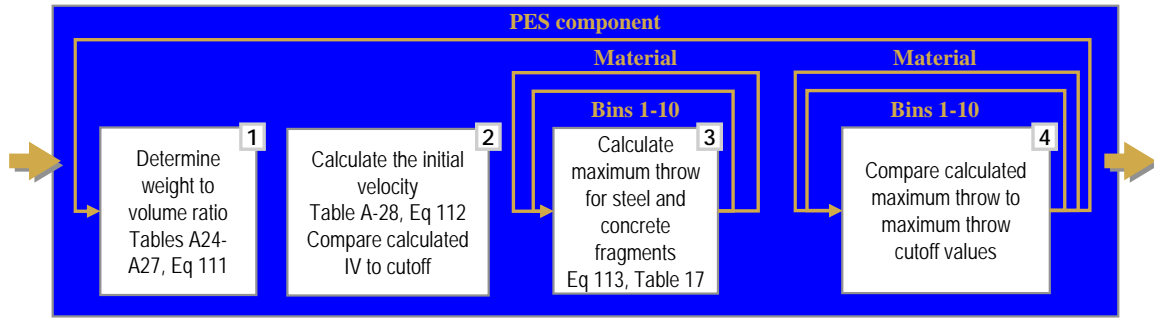 PES component
Material
Material
Bins 1-10
Bins 1-10
1
Determine
weight to
volume ratio
Tables A24-
A27, Eq 111
2
Calculate the initial
velocity
Table A-28, Eq 112
Compare calculated
IV to cutoff
3
Calculate
maximum throw
for steel and
concrete
fragments
Eq 113, Table 17
4
Compare calculated
maximum throw to
maximum throw
cutoff values